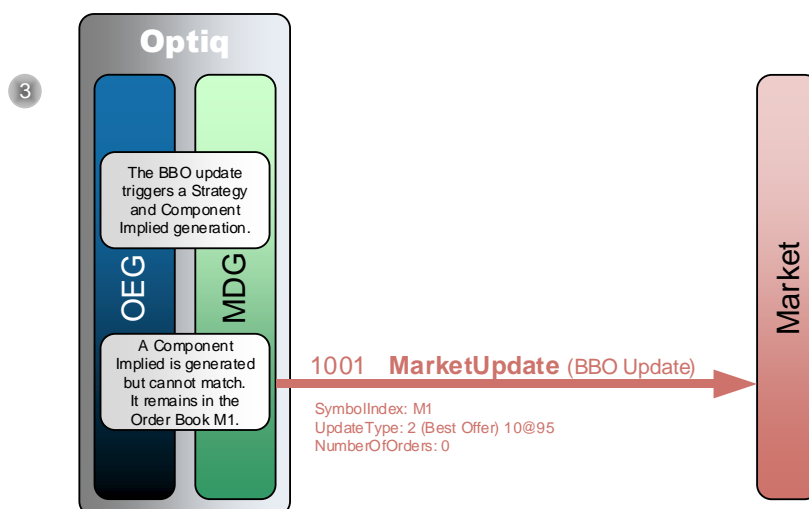 Optiq
3
The BBO update
triggers a Strategy
and Component
Implied generation.
OEG
MDG
Market
A Component
Implied is generated
but cannot match.
It remains in the
Order Book M1.
1001 MarketUpdate (BBO Update)
SymbolIndex: M1
UpdateType: 2 (Best Offer) 10@95
NumberOfOrders: 0